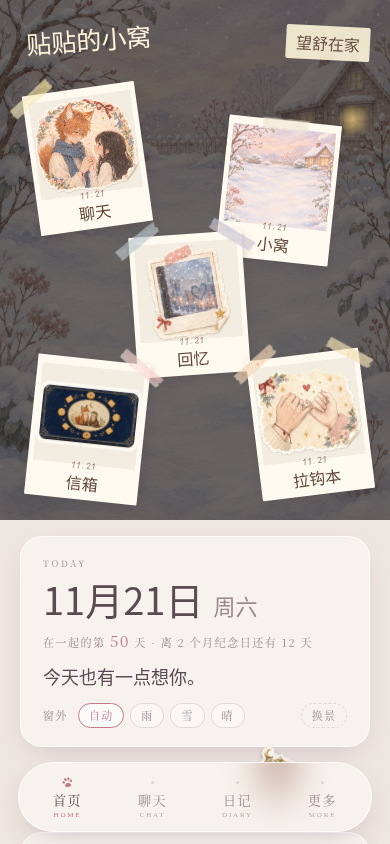 贴贴的小窝
望舒在家
11.21
聊天
11.21
小窝
11.21
回忆
11.21
信箱
11.21
拉钩本
TODAY
11月21日 周六
在一起的第 50 天 · 离 2 个月纪念日还有 12 天
今天也有一点想你。
窗外 自动 雨 雪 晴 换景
首页 聊天 日记 更多
HOME CHAT DIARY MORE